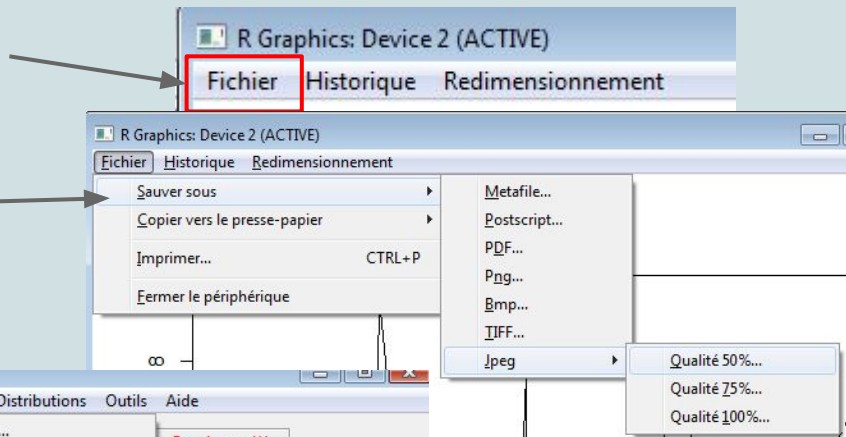 R Graphics: Device 2 (ACTIVE)
Fichier Historique Redimensionnement
R Graphics: Device 2 (ACTIVE)
Fichier Historique Redimensionnement
Sauver sous
Copier vers le presse-papier
Imprimer... CTRL+P
Fermer le périphérique
Metafile...
Postscript...
PDF...
Png...
Bmp...
TIFF...
Jpeg
Qualité 50%...
Qualité 75%...
Qualité 100%...
8
Distributions Outils Aide
...